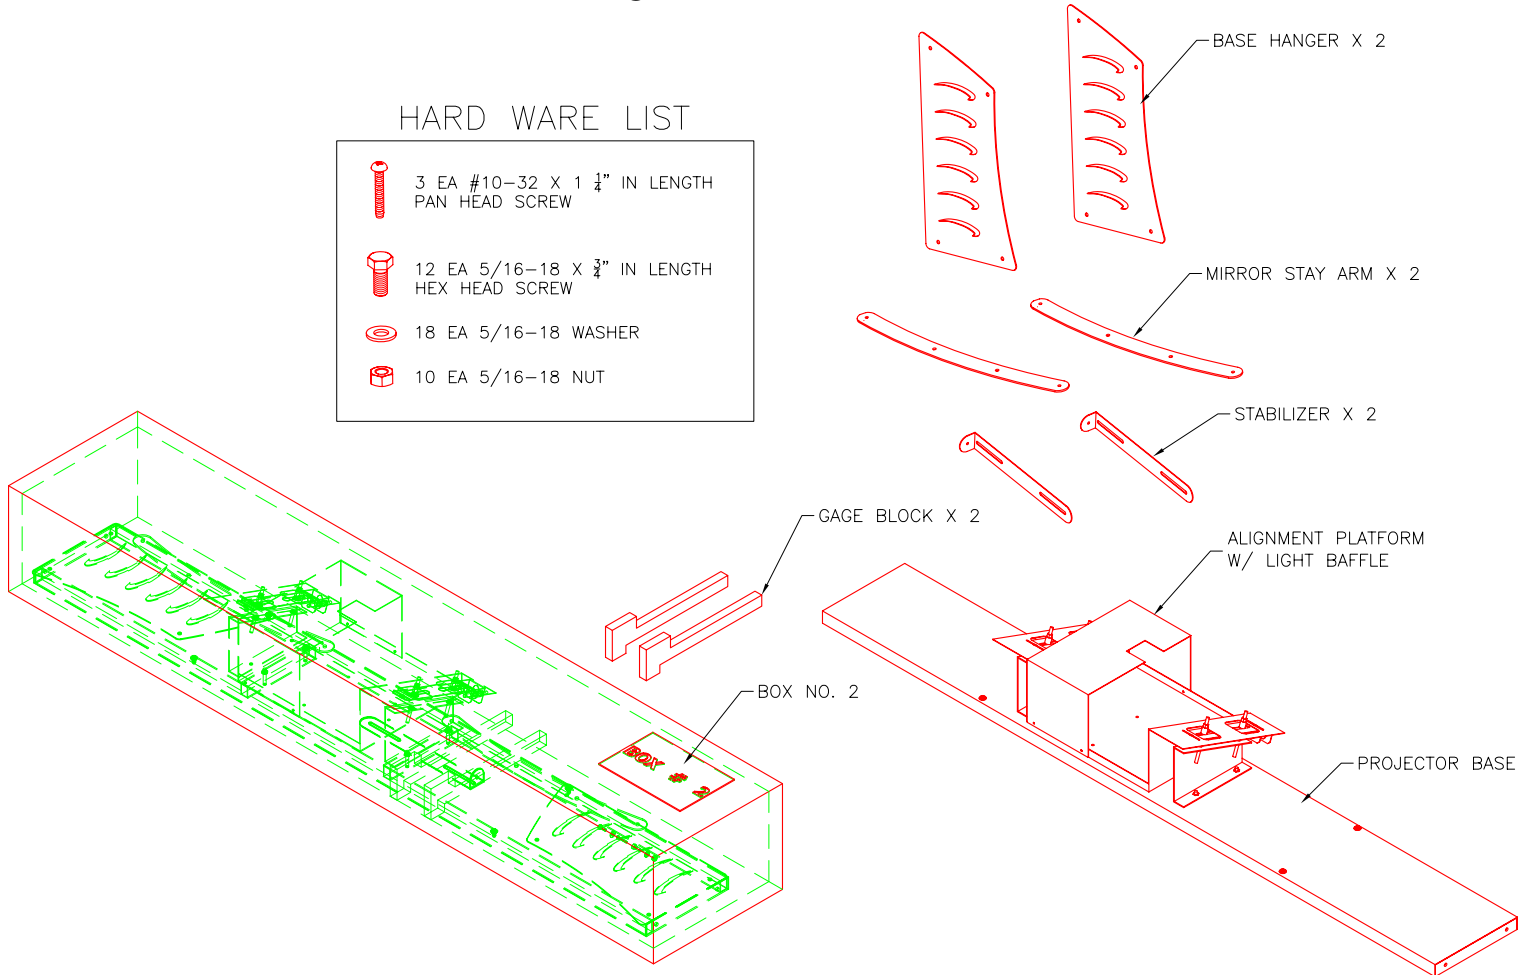 BASE HANGER X 2
HARD WARE LIST
3 EA #10-32 X 1 1/4" IN LENGTH
PAN HEAD SCREW
12 EA 5/16-18 X 3/4" IN LENGTH
HEX HEAD SCREW
18 EA 5/16-18 WASHER
10 EA 5/16-18 NUT
MIRROR STAY ARM X 2
STABILIZER X 2
GAGE BLOCK X 2
ALIGNMENT PLATFORM
W/ LIGHT BAFFLE
BOX NO. 2
BOX # 2
PROJECTOR BASE